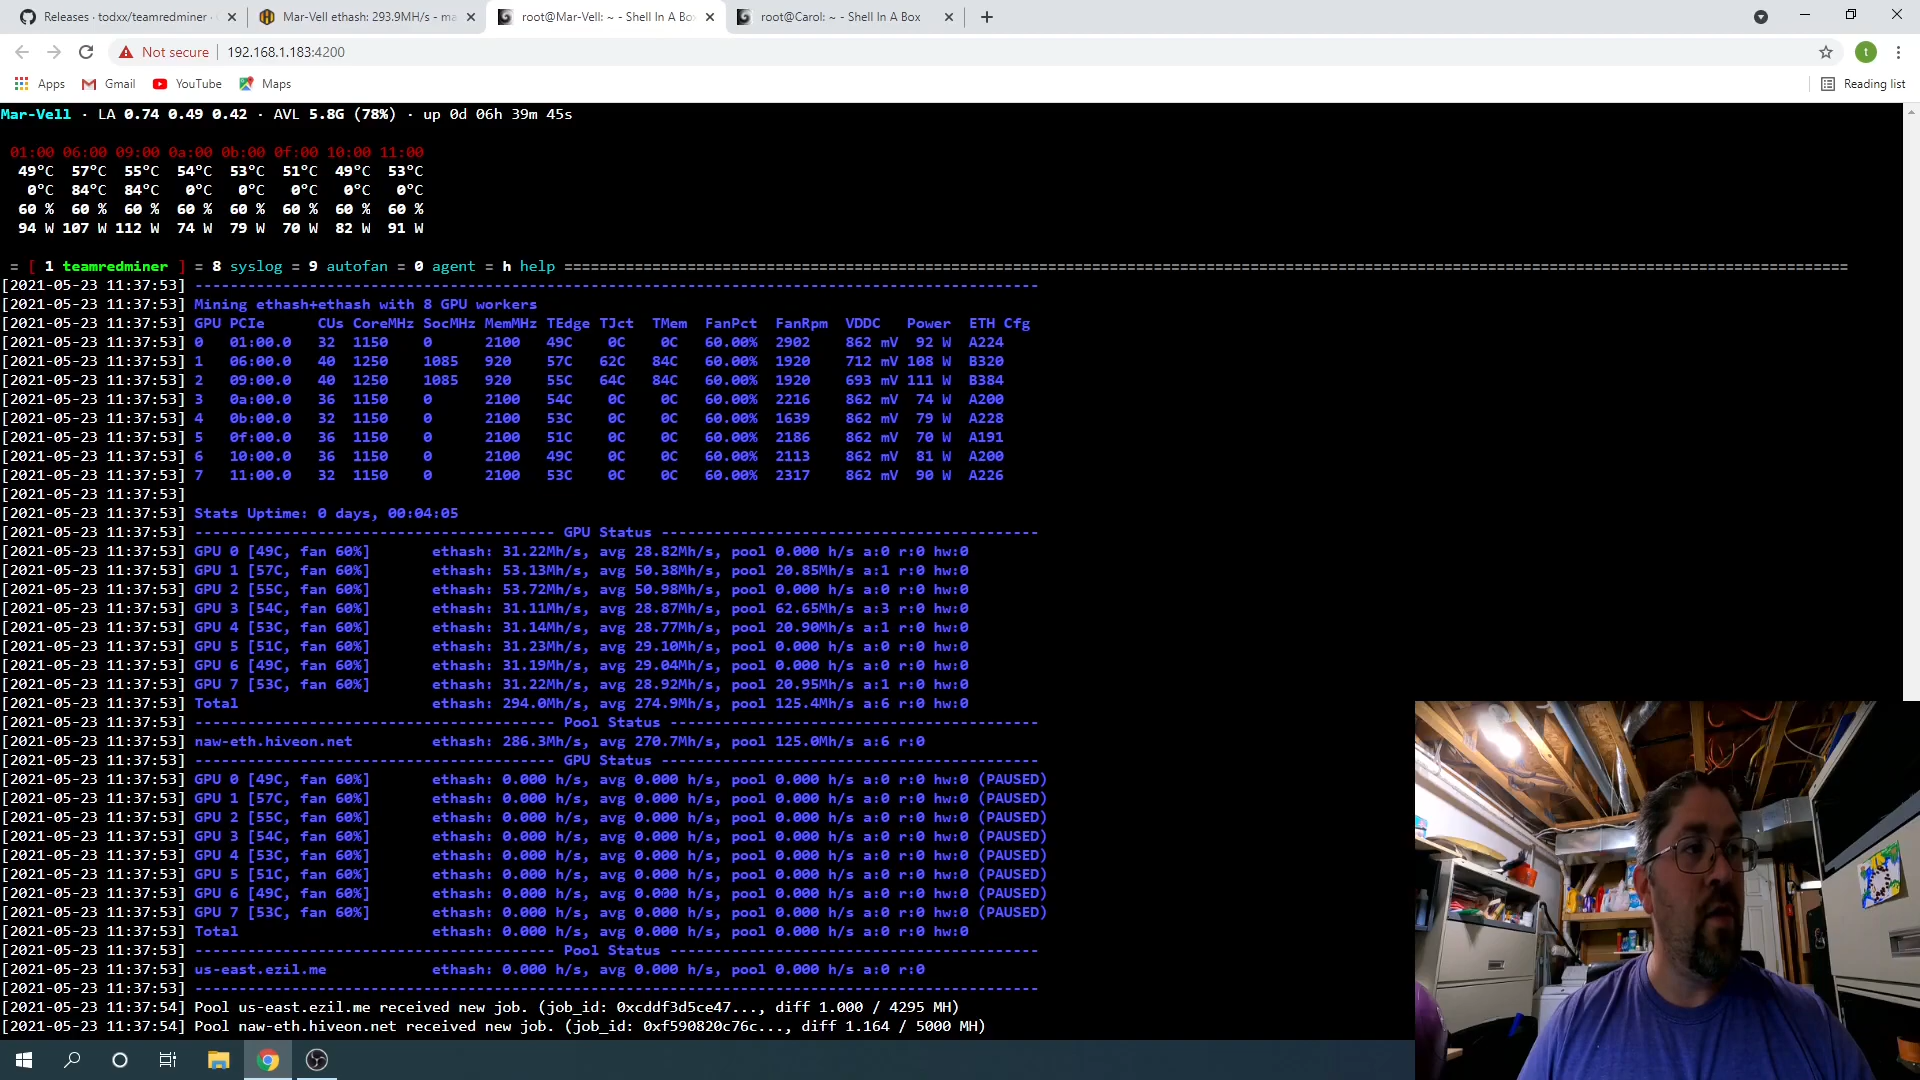 Releases · todxx/teamredminer ·
Mar-Vell ethash: 293.9MH/s - ma
root@Mar-Vell: ~ - Shell In A Bo
root@Carol: ~ - Shell In A Box
Not secure
192.168.1.183:4200
t
Apps
Gmail
YouTube
Maps
Reading list
Mar-Vell · LA 0.74 0.49 0.42 · AVL 5.8G (78%) · up 0d 06h 39m 45s
01:00 06:00 09:00 0a:00 0b:00 0f:00 10:00 11:00
49°C 57°C 55°C 54°C 53°C 51°C 49°C 53°C
0°C 84°C 84°C 0°C 0°C 0°C 0°C 0°C
60 % 60 % 60 % 60 % 60 % 60 % 60 % 60 %
94 W 107 W 112 W 74 W 79 W 70 W 82 W 91 W
= [ 1 teamredminer ] = 8 syslog = 9 autofan = 0 agent = h help ==================================================================================================================================================
[2021-05-23 11:37:53] ------------------------------------------------------------------------------------------------
[2021-05-23 11:37:53] Mining ethash+ethash with 8 GPU workers
[2021-05-23 11:37:53] GPU PCIe CUs CoreMHz SocMHz MemMHz TEdge TJct TMem FanPct FanRpm VDDC Power ETH Cfg
[2021-05-23 11:37:53] 0 01:00.0 32 1150 0 2100 49C 0C 0C 60.00% 2902 862 mV 92 W A224
[2021-05-23 11:37:53] 1 06:00.0 40 1250 1085 920 57C 62C 84C 60.00% 1920 712 mV 108 W B320
[2021-05-23 11:37:53] 2 09:00.0 40 1250 1085 920 55C 64C 84C 60.00% 1920 693 mV 111 W B384
[2021-05-23 11:37:53] 3 0a:00.0 36 1150 0 2100 54C 0C 0C 60.00% 2216 862 mV 74 W A200
[2021-05-23 11:37:53] 4 0b:00.0 32 1150 0 2100 53C 0C 0C 60.00% 1639 862 mV 79 W A228
[2021-05-23 11:37:53] 5 0f:00.0 36 1150 0 2100 51C 0C 0C 60.00% 2186 862 mV 70 W A191
[2021-05-23 11:37:53] 6 10:00.0 36 1150 0 2100 49C 0C 0C 60.00% 2113 862 mV 81 W A200
[2021-05-23 11:37:53] 7 11:00.0 32 1150 0 2100 53C 0C 0C 60.00% 2317 862 mV 90 W A226
[2021-05-23 11:37:53]
[2021-05-23 11:37:53] Stats Uptime: 0 days, 00:04:05
[2021-05-23 11:37:53] ----------------------------------------- GPU Status -------------------------------------------
[2021-05-23 11:37:53] GPU 0 [49C, fan 60%] ethash: 31.22Mh/s, avg 28.82Mh/s, pool 0.000 h/s a:0 r:0 hw:0
[2021-05-23 11:37:53] GPU 1 [57C, fan 60%] ethash: 53.13Mh/s, avg 50.38Mh/s, pool 20.85Mh/s a:1 r:0 hw:0
[2021-05-23 11:37:53] GPU 2 [55C, fan 60%] ethash: 53.72Mh/s, avg 50.98Mh/s, pool 0.000 h/s a:0 r:0 hw:0
[2021-05-23 11:37:53] GPU 3 [54C, fan 60%] ethash: 31.11Mh/s, avg 28.87Mh/s, pool 62.65Mh/s a:3 r:0 hw:0
[2021-05-23 11:37:53] GPU 4 [53C, fan 60%] ethash: 31.14Mh/s, avg 28.77Mh/s, pool 20.90Mh/s a:1 r:0 hw:0
[2021-05-23 11:37:53] GPU 5 [51C, fan 60%] ethash: 31.23Mh/s, avg 29.10Mh/s, pool 0.000 h/s a:0 r:0 hw:0
[2021-05-23 11:37:53] GPU 6 [49C, fan 60%] ethash: 31.19Mh/s, avg 29.04Mh/s, pool 0.000 h/s a:0 r:0 hw:0
[2021-05-23 11:37:53] GPU 7 [53C, fan 60%] ethash: 31.22Mh/s, avg 28.92Mh/s, pool 20.95Mh/s a:1 r:0 hw:0
[2021-05-23 11:37:53] Total ethash: 294.0Mh/s, avg 274.9Mh/s, pool 125.4Mh/s a:6 r:0 hw:0
[2021-05-23 11:37:53] ----------------------------------------- Pool Status ------------------------------------------
[2021-05-23 11:37:53] naw-eth.hiveon.net ethash: 286.3Mh/s, avg 270.7Mh/s, pool 125.0Mh/s a:6 r:0
[2021-05-23 11:37:53] ----------------------------------------- GPU Status -------------------------------------------
[2021-05-23 11:37:53] GPU 0 [49C, fan 60%] ethash: 0.000 h/s, avg 0.000 h/s, pool 0.000 h/s a:0 r:0 hw:0 (PAUSED)
[2021-05-23 11:37:53] GPU 1 [57C, fan 60%] ethash: 0.000 h/s, avg 0.000 h/s, pool 0.000 h/s a:0 r:0 hw:0 (PAUSED)
[2021-05-23 11:37:53] GPU 2 [55C, fan 60%] ethash: 0.000 h/s, avg 0.000 h/s, pool 0.000 h/s a:0 r:0 hw:0 (PAUSED)
[2021-05-23 11:37:53] GPU 3 [54C, fan 60%] ethash: 0.000 h/s, avg 0.000 h/s, pool 0.000 h/s a:0 r:0 hw:0 (PAUSED)
[2021-05-23 11:37:53] GPU 4 [53C, fan 60%] ethash: 0.000 h/s, avg 0.000 h/s, pool 0.000 h/s a:0 r:0 hw:0 (PAUSED)
[2021-05-23 11:37:53] GPU 5 [51C, fan 60%] ethash: 0.000 h/s, avg 0.000 h/s, pool 0.000 h/s a:0 r:0 hw:0 (PAUSED)
[2021-05-23 11:37:53] GPU 6 [49C, fan 60%] ethash: 0.000 h/s, avg 0.000 h/s, pool 0.000 h/s a:0 r:0 hw:0 (PAUSED)
[2021-05-23 11:37:53] GPU 7 [53C, fan 60%] ethash: 0.000 h/s, avg 0.000 h/s, pool 0.000 h/s a:0 r:0 hw:0 (PAUSED)
[2021-05-23 11:37:53] Total ethash: 0.000 h/s, avg 0.000 h/s, pool 0.000 h/s a:0 r:0 hw:0
[2021-05-23 11:37:53] ----------------------------------------- Pool Status ------------------------------------------
[2021-05-23 11:37:53] us-east.ezil.me ethash: 0.000 h/s, avg 0.000 h/s, pool 0.000 h/s a:0 r:0
[2021-05-23 11:37:53] ------------------------------------------------------------------------------------------------
[2021-05-23 11:37:54] Pool us-east.ezil.me received new job. (job_id: 0xcddf3d5ce47..., diff 1.000 / 4295 MH)
[2021-05-23 11:37:54] Pool naw-eth.hiveon.net received new job. (job_id: 0xf590820c76c..., diff 1.164 / 5000 MH)